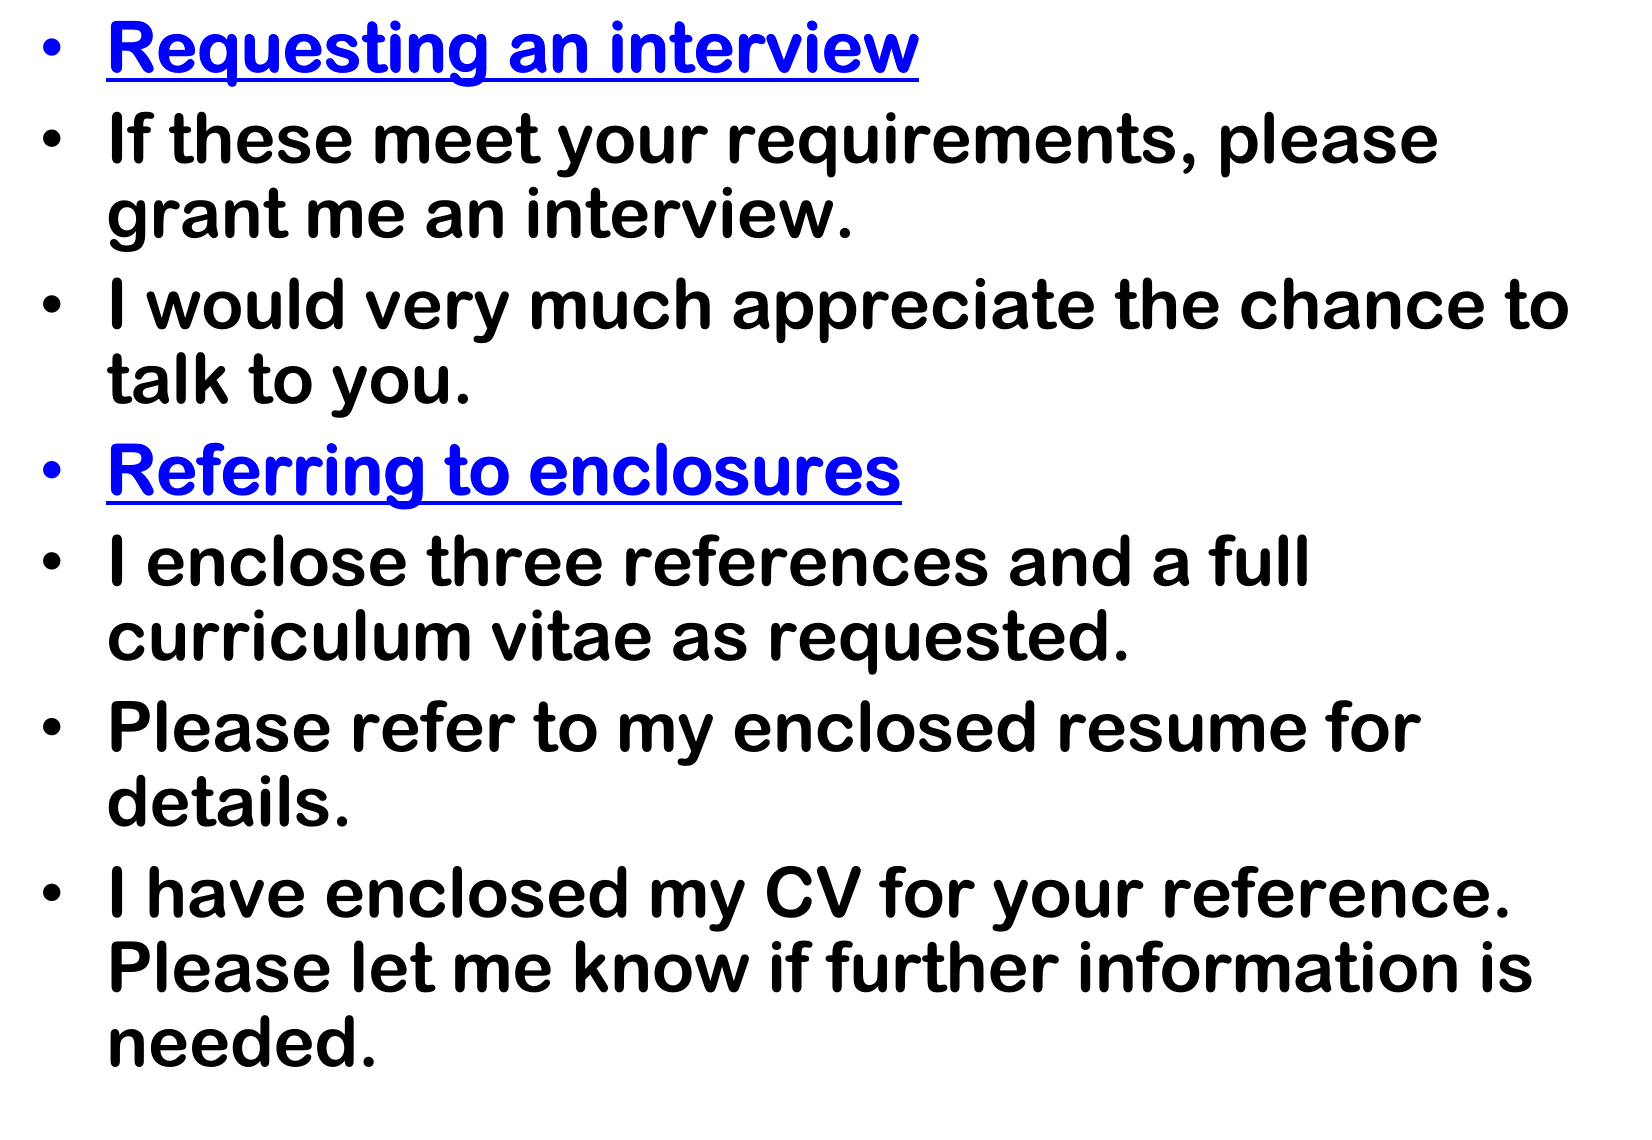 • Requesting an interview
• If these meet your requirements, please
grant me an interview.
• I would very much appreciate the chance to
talk to you.
• Referring to enclosures
• I enclose three references and a full
curriculum vitae as requested.
• Please refer to my enclosed resume for
details.
• I have enclosed my CV for your reference.
Please let me know if further information is
needed.